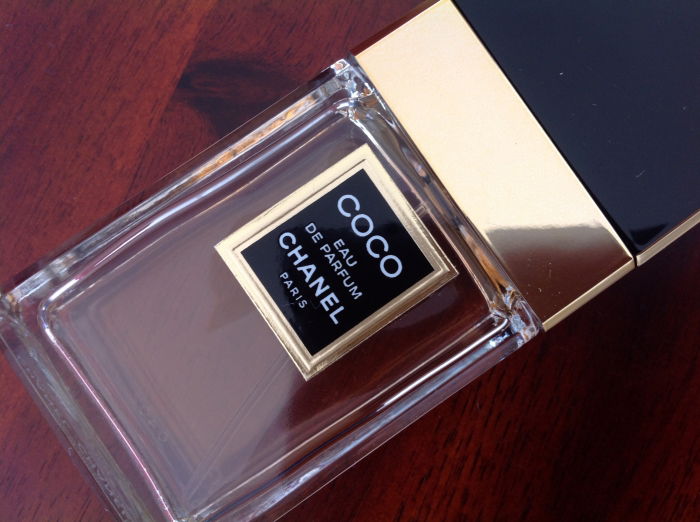 COCO
EAU
DE PARFUM
CHANEL
PARIS